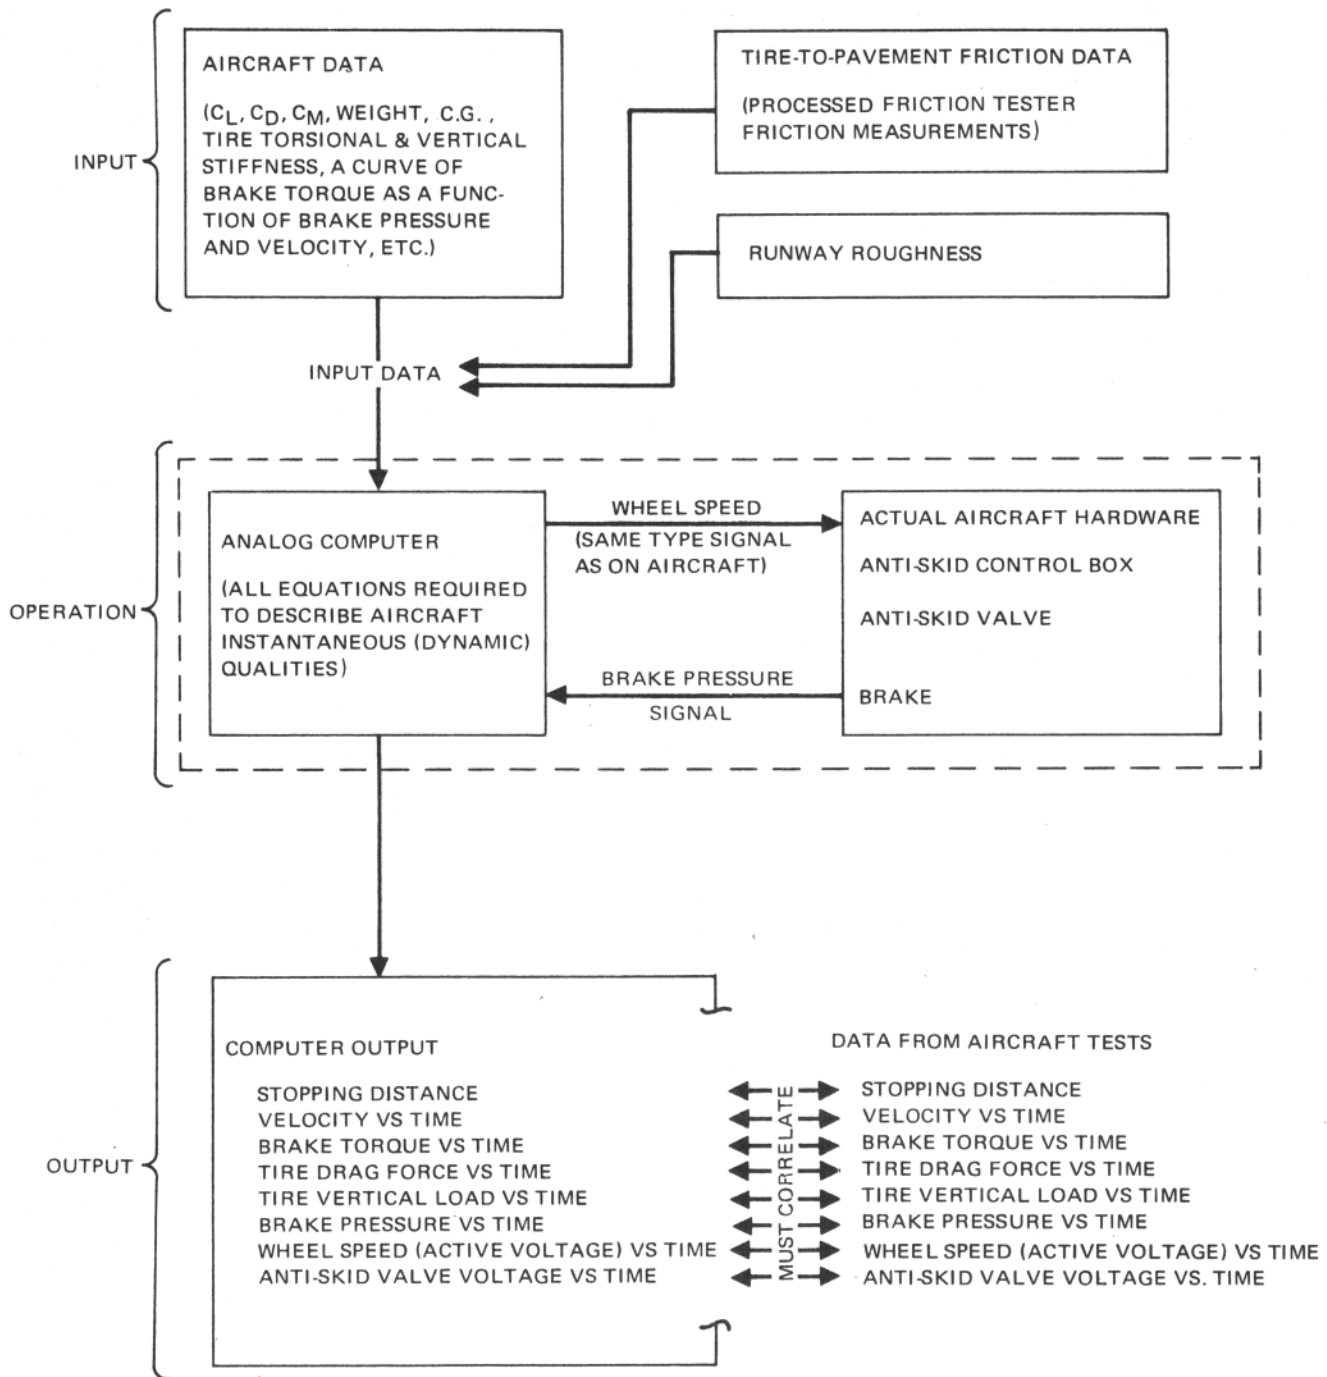 AIRCRAFT DATA
(CL, CD, CM, WEIGHT, C.G. ,
TIRE TORSIONAL & VERTICAL
STIFFNESS, A CURVE OF
BRAKE TORQUE AS A FUNC-
TION OF BRAKE PRESSURE
AND VELOCITY, ETC.)
TIRE-TO-PAVEMENT FRICTION DATA
(PROCESSED FRICTION TESTER
FRICTION MEASUREMENTS)
INPUT
RUNWAY ROUGHNESS
INPUT DATA
OPERATION
ANALOG COMPUTER
(ALL EQUATIONS REQUIRED
TO DESCRIBE AIRCRAFT
INSTANTANEOUS (DYNAMIC)
QUALITIES)
WHEEL SPEED
(SAME TYPE SIGNAL
AS ON AIRCRAFT)
BRAKE PRESSURE
SIGNAL
ACTUAL AIRCRAFT HARDWARE
ANTI-SKID CONTROL BOX
ANTI-SKID VALVE
BRAKE
OUTPUT
COMPUTER OUTPUT
STOPPING DISTANCE
VELOCITY VS TIME
BRAKE TORQUE VS TIME
TIRE DRAG FORCE VS TIME
TIRE VERTICAL LOAD VS TIME
BRAKE PRESSURE VS TIME
WHEEL SPEED (ACTIVE VOLTAGE) VS TIME
ANTI-SKID VALVE VOLTAGE VS TIME
MUST CORRELATE
DATA FROM AIRCRAFT TESTS
STOPPING DISTANCE
VELOCITY VS TIME
BRAKE TORQUE VS TIME
TIRE DRAG FORCE VS TIME
TIRE VERTICAL LOAD VS TIME
BRAKE PRESSURE VS TIME
WHEEL SPEED (ACTIVE VOLTAGE) VS TIME
ANTI-SKID VALVE VOLTAGE VS. TIME